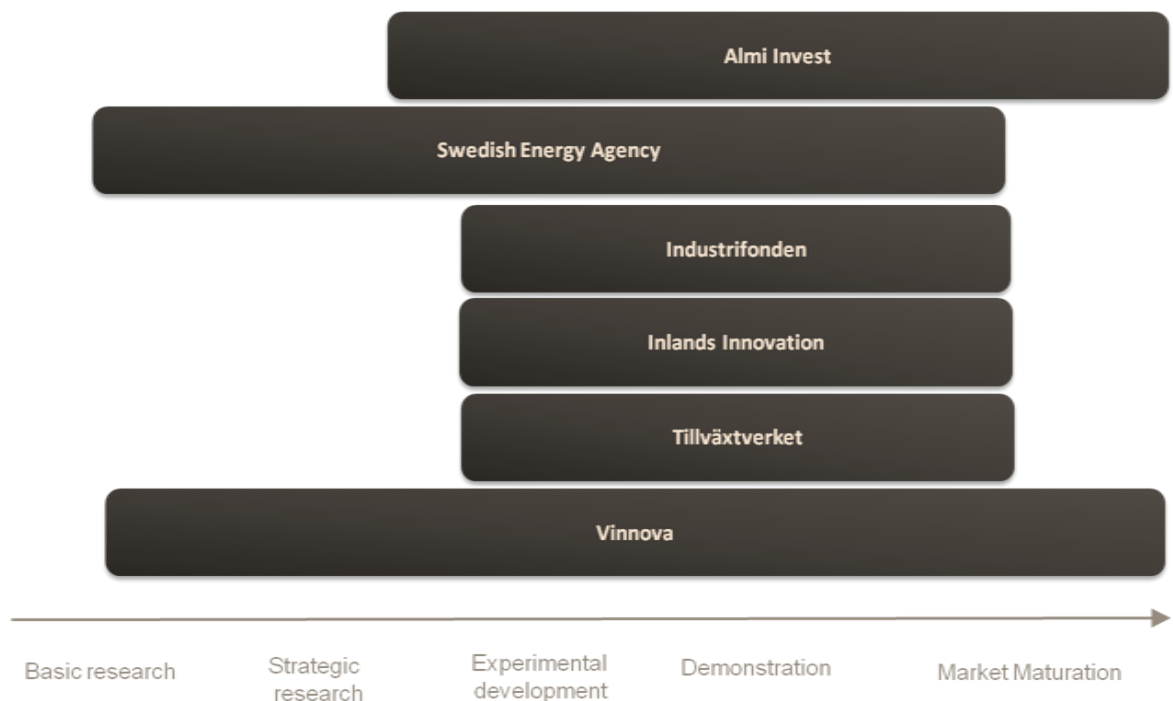 Almi Invest
Swedish Energy Agency
Industrifonden
Inlands Innovation
Tillväxtverket
Vinnova
Basic research
Strategic
research
Experimental
development
Demonstration
Market Maturation